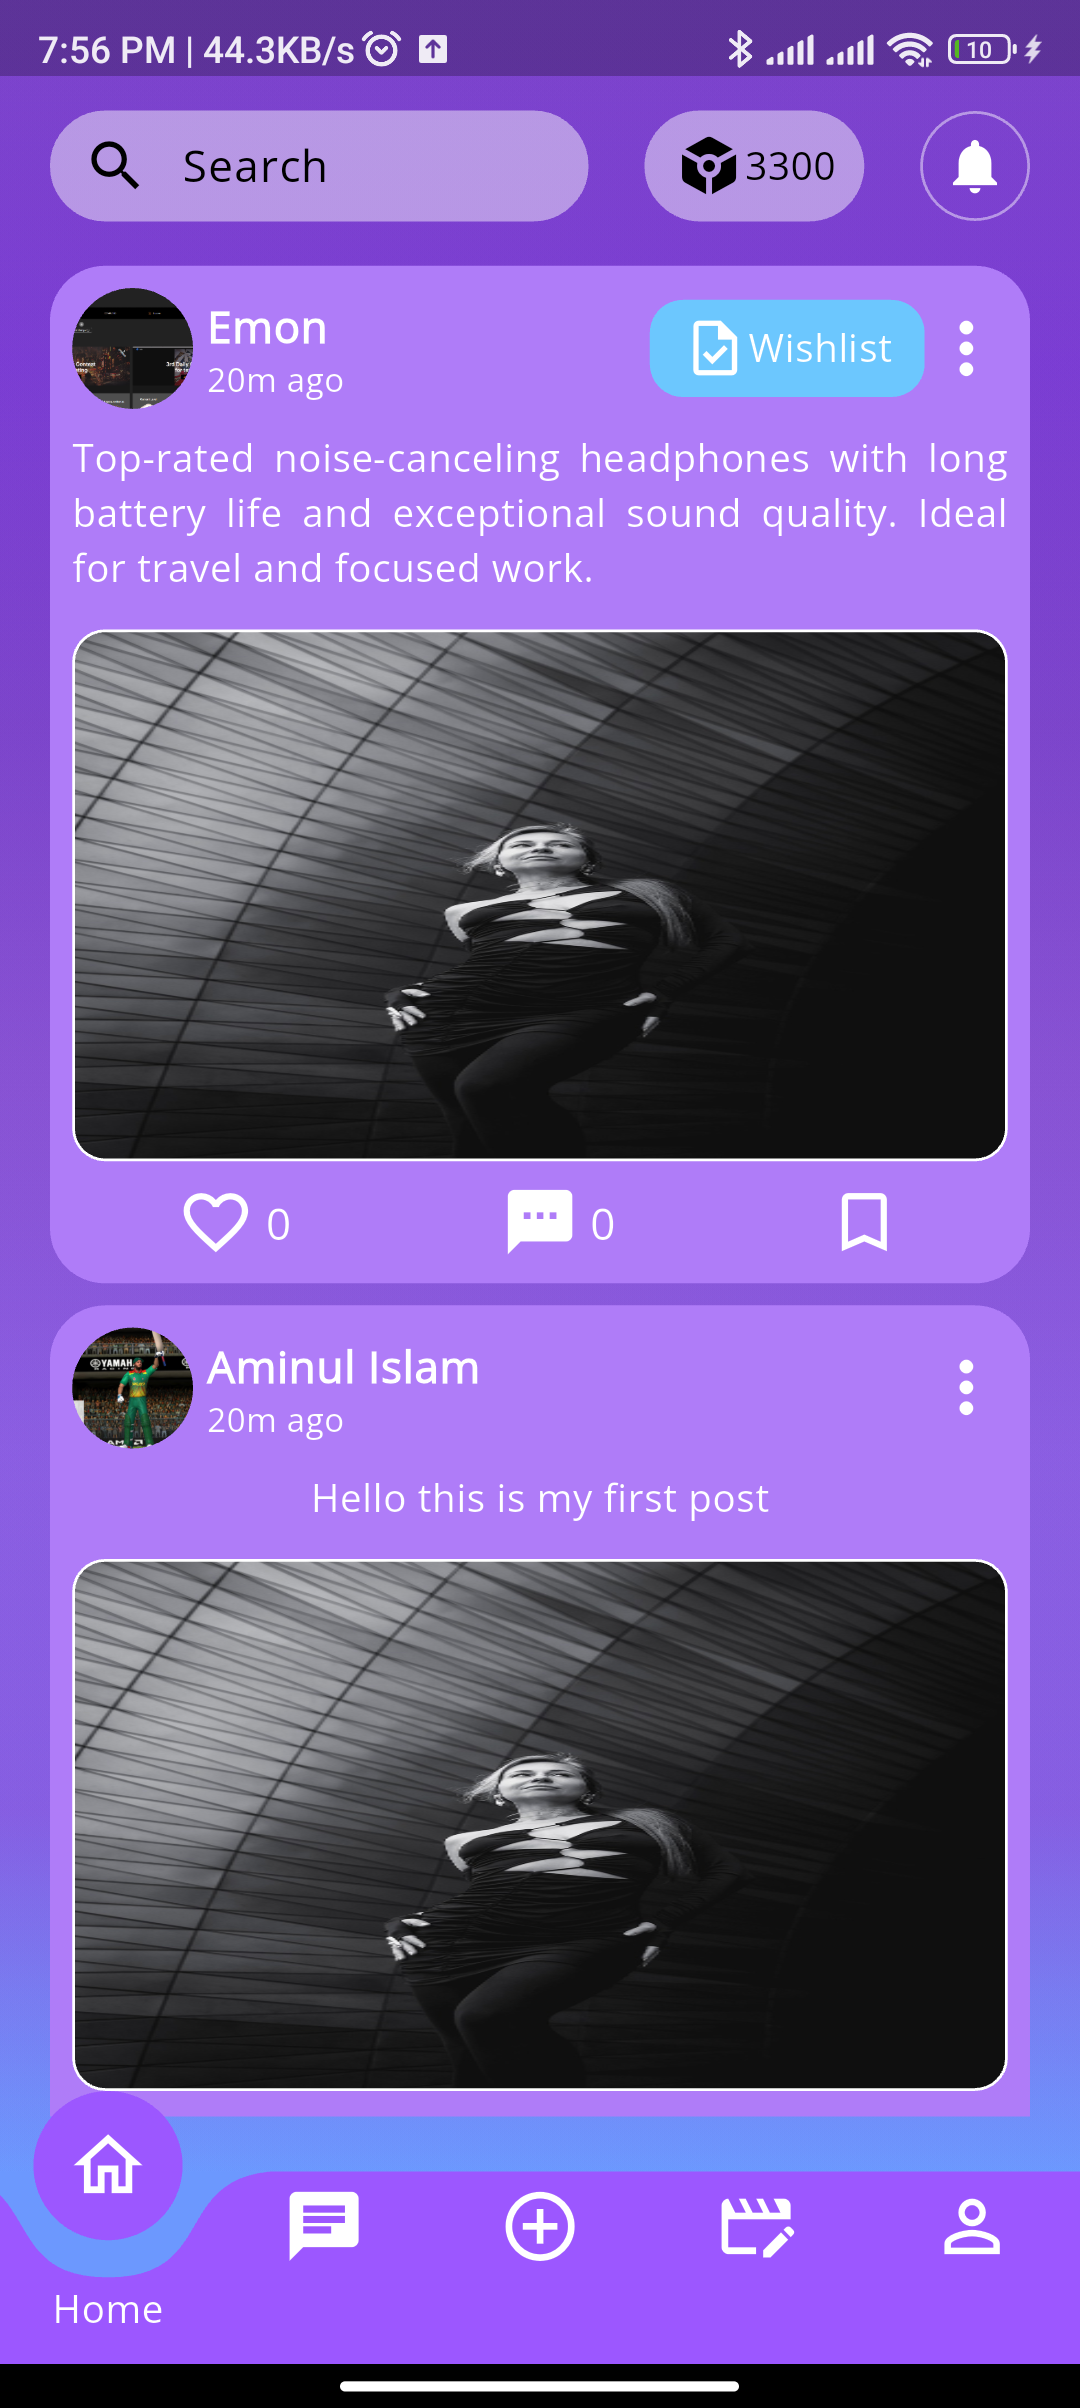 7:56 PM | 44.3KB/s
10
Search
3300
Emon
20m ago
Wishlist
Top-rated noise-canceling headphones with long
battery life and exceptional sound quality. Ideal
for travel and focused work.
0
0
YAMAH
Aminul Islam
20m ago
Hello this is my first post
Home